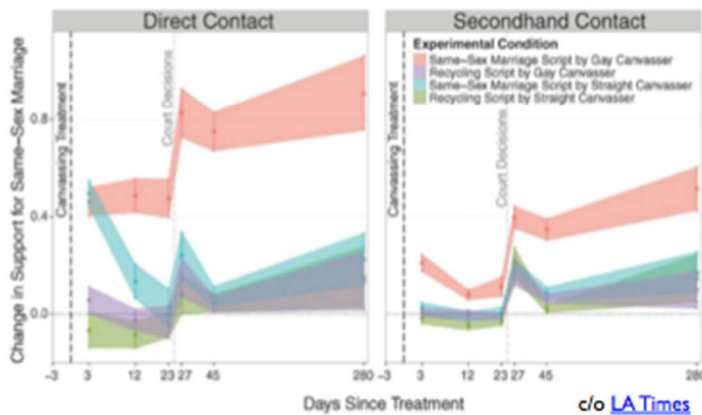 Direct Contact
Secondhand Contact
Change in Support for Same-Sex Marriage
0.8
0.4
0.0
Canvassing Treatment
Court Decisions
Canvassing Treatment
Court Decisions
Experimental Condition
Same-Sex Marriage Script by Gay Canvasser
Recycling Script by Gay Canvasser
Same-Sex Marriage Script by Straight Canvasser
Recycling Script by Straight Canvasser
-3 3 12 23 27 45 280
-3 3 12 23 27 45 280
Days Since Treatment
c/o LA Times